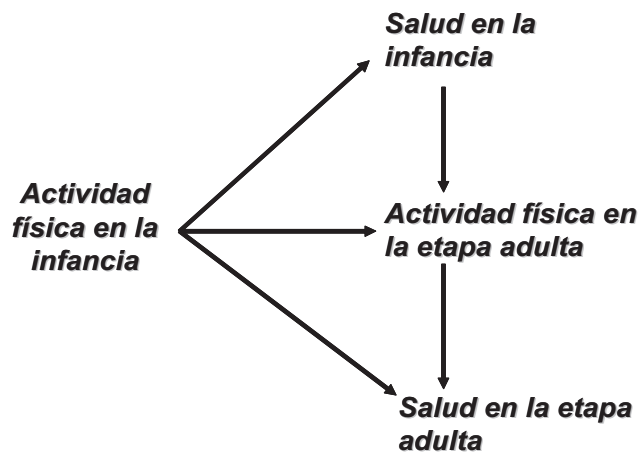 Salud en la
infancia
Actividad
física en la
infancia
Actividad física en
la etapa adulta
Salud en la etapa
adulta